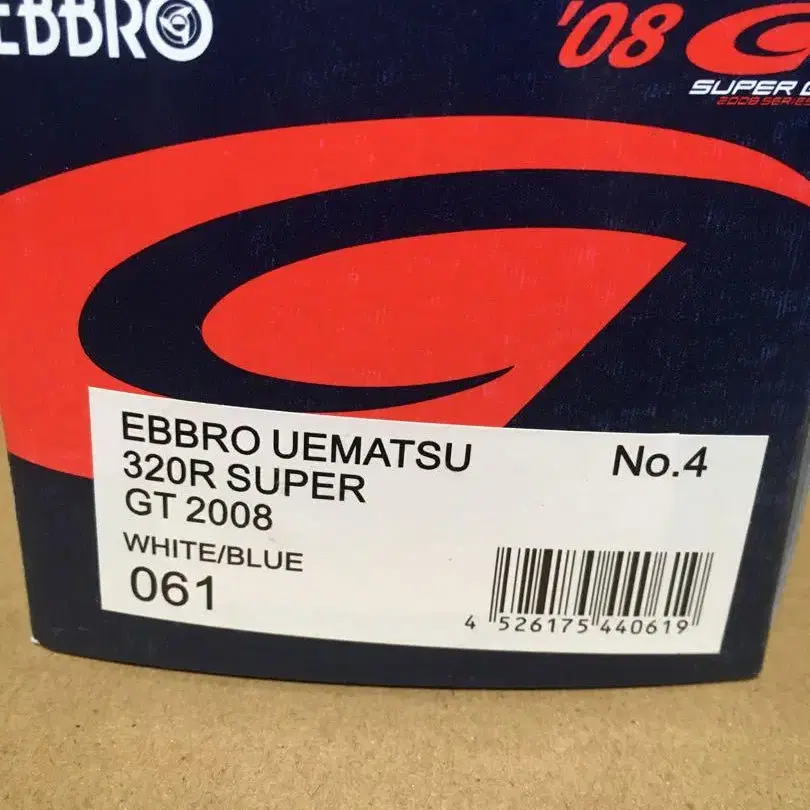 EBBRO
'08
SUPER G
2008 SERIES
EBBRO UEMATSU
320R SUPER
GT 2008
No.4
WHITE/BLUE
061
4 526175 440619